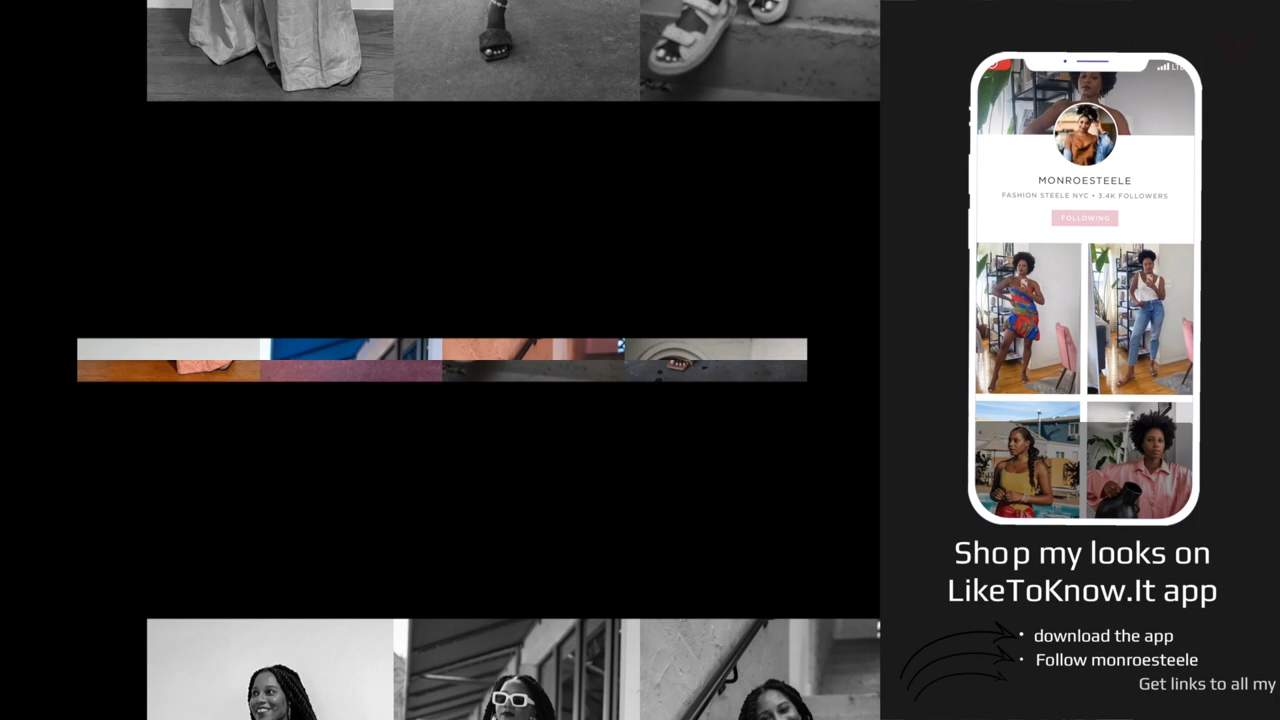 MONROESTEELE
FASHION STEELE NYC • 3.4K FOLLOWERS
FOLLOWING
Shop my looks on
LikeToKnow.It app
• download the app
• Follow monroesteele
Get links to all my